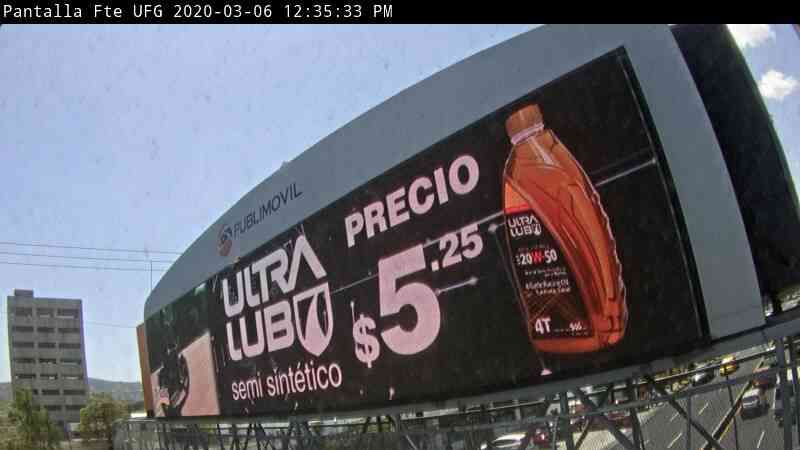 Pantalla Fte UFG 2020-03-06 12:35:33 PM
PUBLIMOVIL
ULTRA
LUB
semi sintético
PRECIO
$5.25
ULTRA
LUB
20W-50
4T